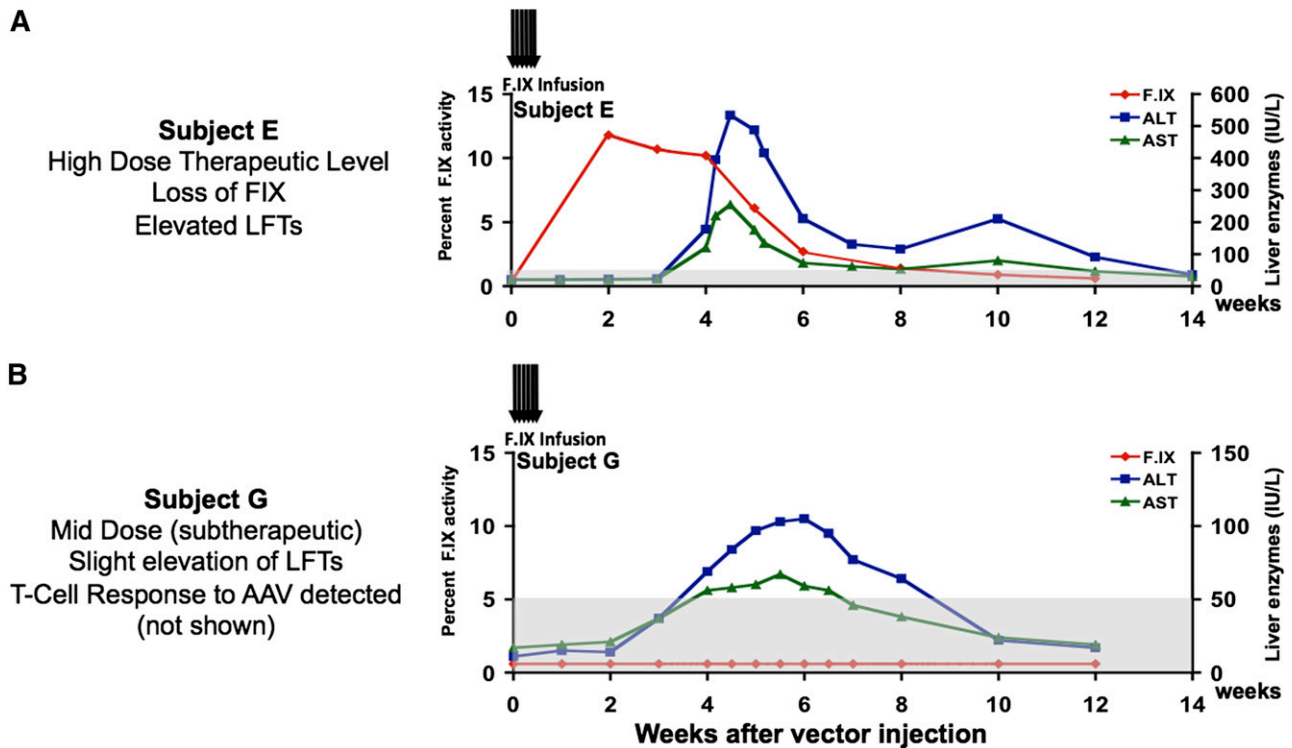 A
Subject E
High Dose Therapeutic Level
Loss of FIX
Elevated LFTs
F.IX Infusion
Subject E
Percent F.IX activity
15
10
5
0
F.IX
ALT
AST
600
500
400
300
200
100
0
Liver enzymes (IU/L)
weeks
0 2 4 6 8 10 12 14
B
Subject G
Mid Dose (subtherapeutic)
Slight elevation of LFTs
T-Cell Response to AAV detected
(not shown)
F.IX Infusion
Subject G
Percent F.IX activity
15
10
5
0
F.IX
ALT
AST
150
100
50
0
Liver enzymes (IU/L)
weeks
0 2 4 6 8 10 12 14
Weeks after vector injection